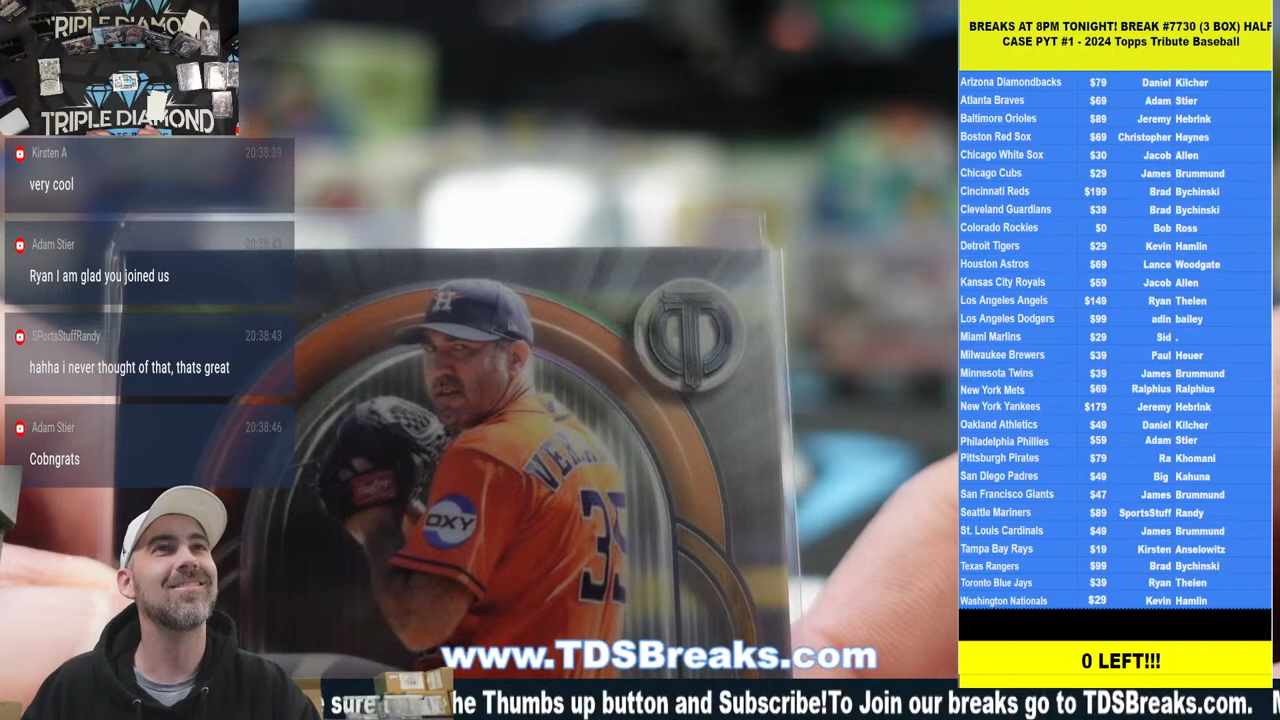 TRIPLE DIAMOND
TRIPLE DIAMOND
Kirsten A 20:38:39
very cool
Adam Stier 20:38:43
Ryan I am glad you joined us
SPortsStuffRandy 20:38:43
hahha i never thought of that, thats great
Adam Stier 20:38:46
Cobngrats
H
T
VER
35
OXY
www.TDSBreaks.com
sure he Thumbs up button and Subscribe!To Join our breaks go to TDSBreaks.com.
BREAKS AT 8PM TONIGHT! BREAK #7730 (3 BOX) HALF
CASE PYT #1 - 2024 Topps Tribute Baseball
Arizona Diamondbacks $79 Daniel Kilcher
Atlanta Braves $69 Adam Stier
Baltimore Orioles $89 Jeremy Hebrink
Boston Red Sox $69 Christopher Haynes
Chicago White Sox $30 Jacob Allen
Chicago Cubs $29 James Brummund
Cincinnati Reds $199 Brad Bychinski
Cleveland Guardians $39 Brad Bychinski
Colorado Rockies $0 Bob Ross
Detroit Tigers $29 Kevin Hamlin
Houston Astros $69 Lance Woodgate
Kansas City Royals $59 Jacob Allen
Los Angeles Angels $149 Ryan Thelen
Los Angeles Dodgers $99 adin bailey
Miami Marlins $29 Sid .
Milwaukee Brewers $39 Paul Heuer
Minnesota Twins $39 James Brummund
New York Mets $69 Ralphius Ralphius
New York Yankees $179 Jeremy Hebrink
Oakland Athletics $49 Daniel Kilcher
Philadelphia Phillies $59 Adam Stier
Pittsburgh Pirates $79 Ra Khomani
San Diego Padres $49 Big Kahuna
San Francisco Giants $47 James Brummund
Seattle Mariners $89 SportsStuff Randy
St. Louis Cardinals $49 James Brummund
Tampa Bay Rays $19 Kirsten Anselowitz
Texas Rangers $99 Brad Bychinski
Toronto Blue Jays $39 Ryan Thelen
Washington Nationals $29 Kevin Hamlin
0 LEFT!!!